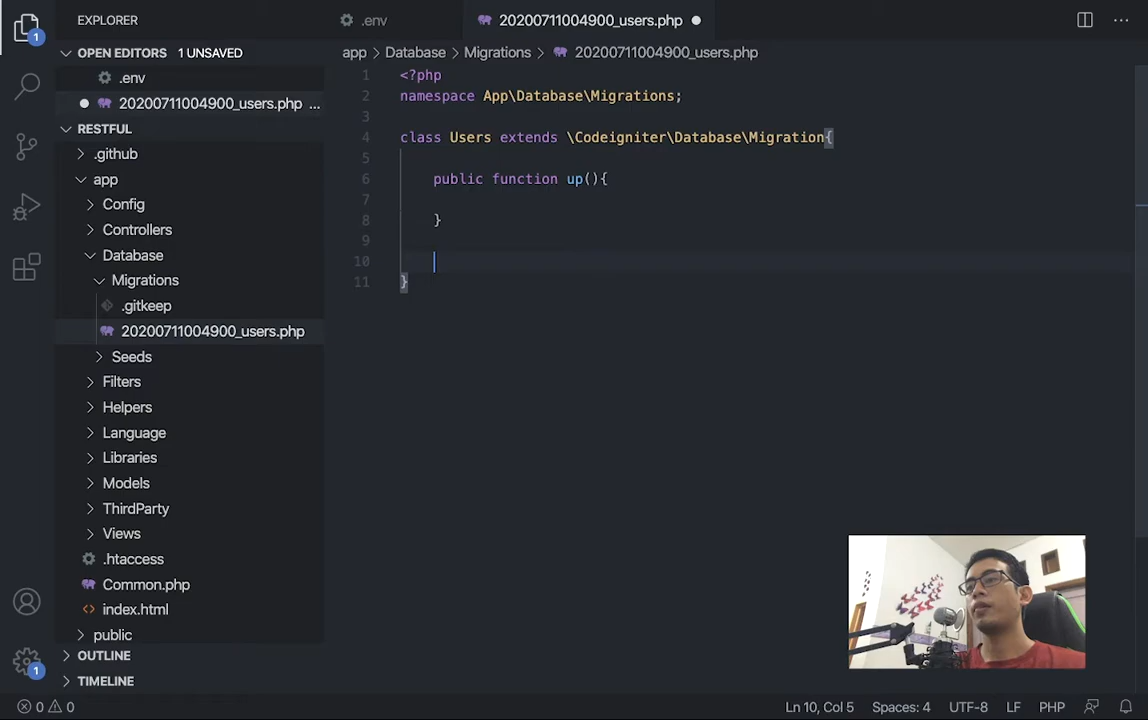 EXPLORER
.env
20200711004900_users.php
OPEN EDITORS 1 UNSAVED
app > Database > Migrations > 20200711004900_users.php
.env
20200711004900_users.php ...
RESTFUL
.github
app
Config
Controllers
Database
Migrations
.gitkeep
20200711004900_users.php
Seeds
Filters
Helpers
Language
Libraries
Models
ThirdParty
Views
.htaccess
Common.php
index.html
public
OUTLINE
TIMELINE
1
1
1 <?php
2 namespace App\Database\Migrations;
3
4 class Users extends \Codeigniter\Database\Migration{
5
6 public function up(){
7
8 }
9
10
11 }
0 0
Ln 10, Col 5
Spaces: 4
UTF-8
LF
PHP